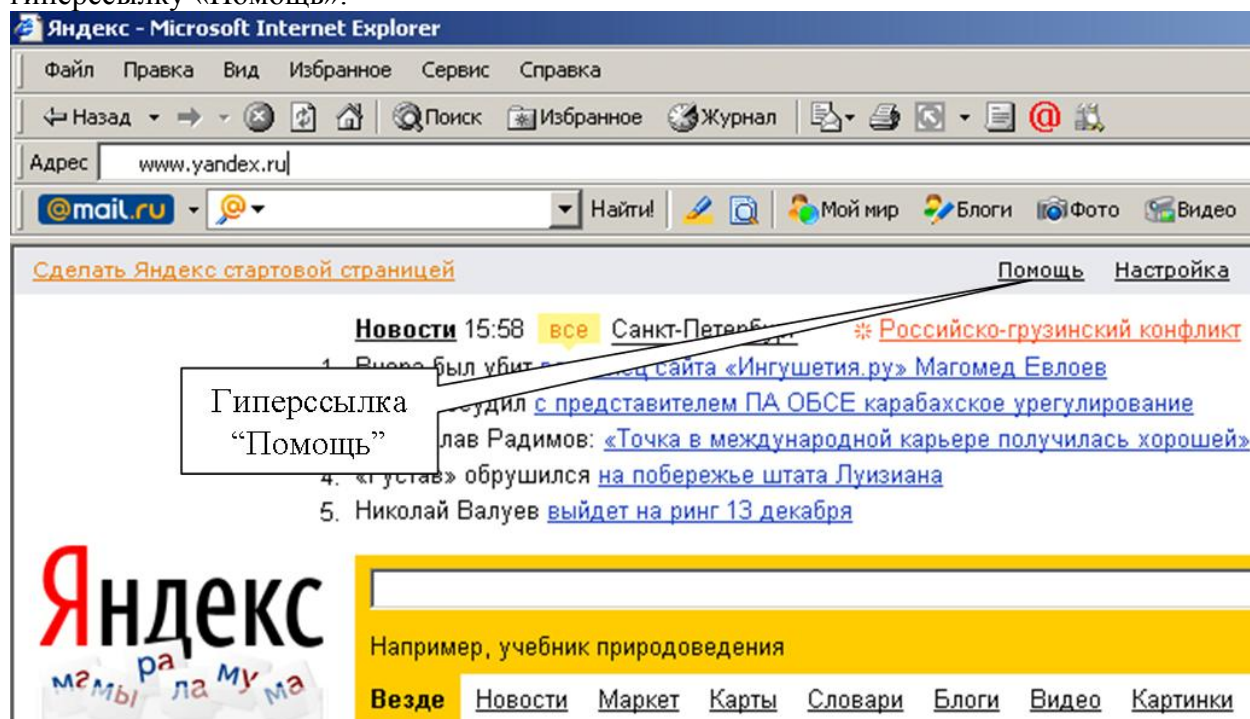 гиперссылку «Помощь».
Яндекс - Microsoft Internet Explorer
Файл Правка Вид Избранное Сервис Справка
Назад Поиск Избранное Журнал @
Адрес www.yandex.ru
@mail.ru @ Найти! Мой мир Блоги Фото Видео
Сделать Яндекс стартовой страницей Помощь Настройка
Новости 15:58 все Санкт-Петербург Российско-грузинский конфликт
был убит сайта «Ингушетия.ру» Магомед Евлоев
с представителем ПА ОБСЕ карабахское урегулирование
Радимов: «Точка в международной карьере получилась хорошей»
4. «Густав» обрушился на побережье штата Луизиана
5. Николай Валуев выйдет на ринг 13 декабря
Гиперссылка
“Помощь”
Яндекс
мамы ра ла му ма
Например, учебник природоведения
Везде Новости Маркет Карты Словари Блоги Видео Картинки